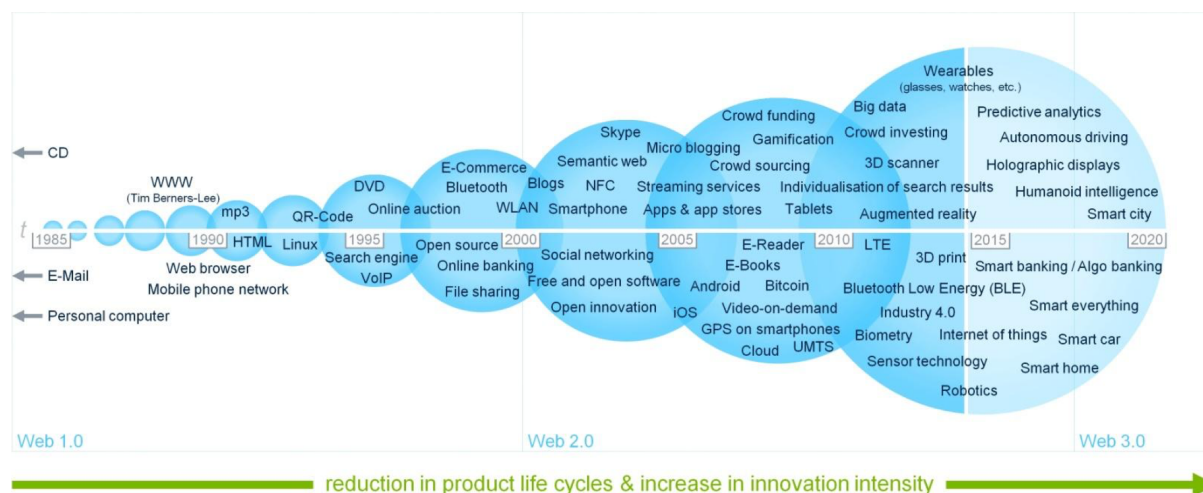 Wearables
(glasses, watches, etc.)
Big data
Crowd funding
Predictive analytics
Skype
Gamification
Crowd investing
Autonomous driving
Micro blogging
CD
E-Commerce
Semantic web
Crowd sourcing
3D scanner
Holographic displays
WWW
(Tim Berners-Lee)
DVD
Bluetooth
Blogs
NFC
Streaming services
Individualisation of search results
Humanoid intelligence
mp3
QR-Code
Online auction
WLAN
Smartphone
Apps & app stores
Tablets
Augmented reality
Smart city
t
1985
1990
1995
2000
2005
2010
2015
2020
HTML
Linux
Search engine
Open source
Social networking
E-Reader
LTE
3D print
E-Mail
Web browser
VoIP
Online banking
E-Books
Smart banking / Algo banking
Mobile phone network
File sharing
Free and open software
Android
Bitcoin
Bluetooth Low Energy (BLE)
Personal computer
Open innovation
iOS
Video-on-demand
Industry 4.0
Smart everything
GPS on smartphones
Cloud
UMTS
Biometry
Internet of things
Smart car
Sensor technology
Smart home
Robotics
Web 1.0
Web 2.0
Web 3.0
reduction in product life cycles & increase in innovation intensity